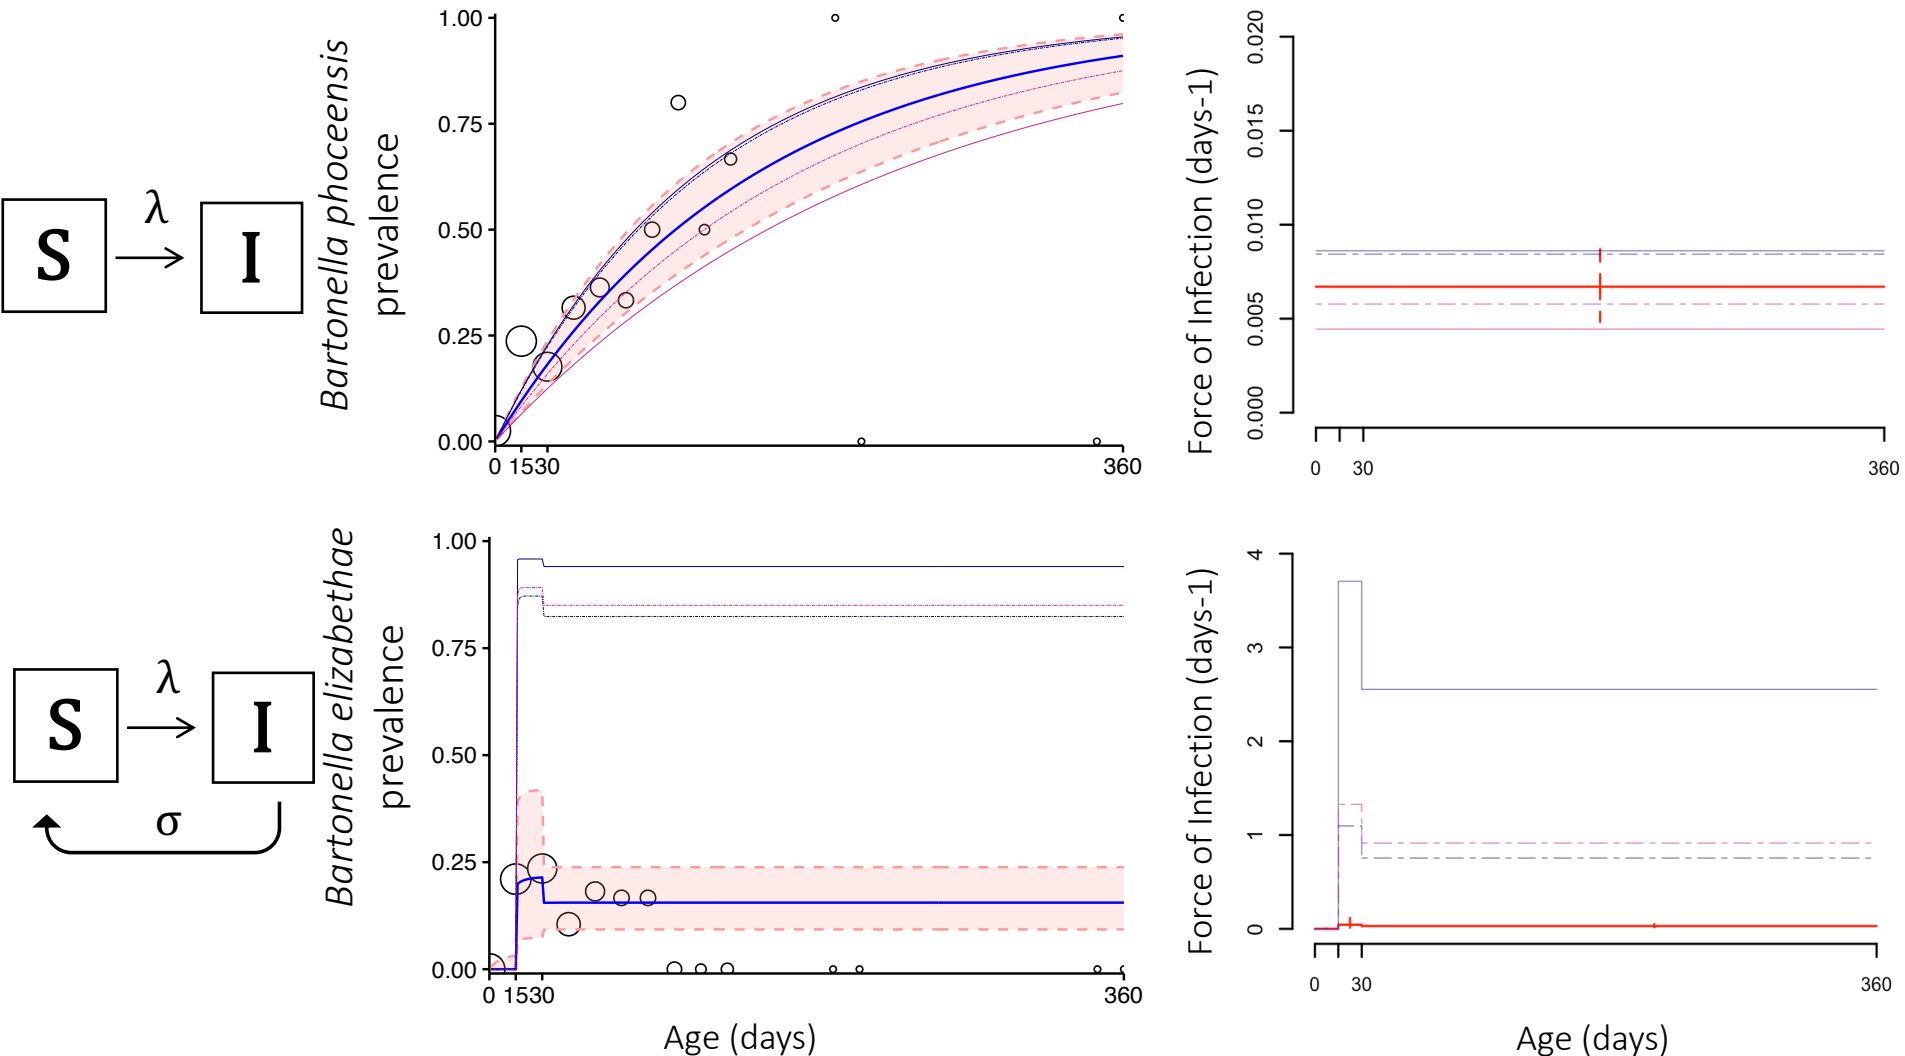 S
λ
I
Bartonella phoceensis
prevalence
1.00
0.75
0.50
0.25
0.00
0 1530 360
Force of Infection (days-1)
0.020
0.015
0.010
0.005
0.000
0 30 360
S
λ
I
σ
Bartonella elizabethae
prevalence
1.00
0.75
0.50
0.25
0.00
0 1530 360
Age (days)
Force of Infection (days-1)
4
3
2
1
0
0 30 360
Age (days)